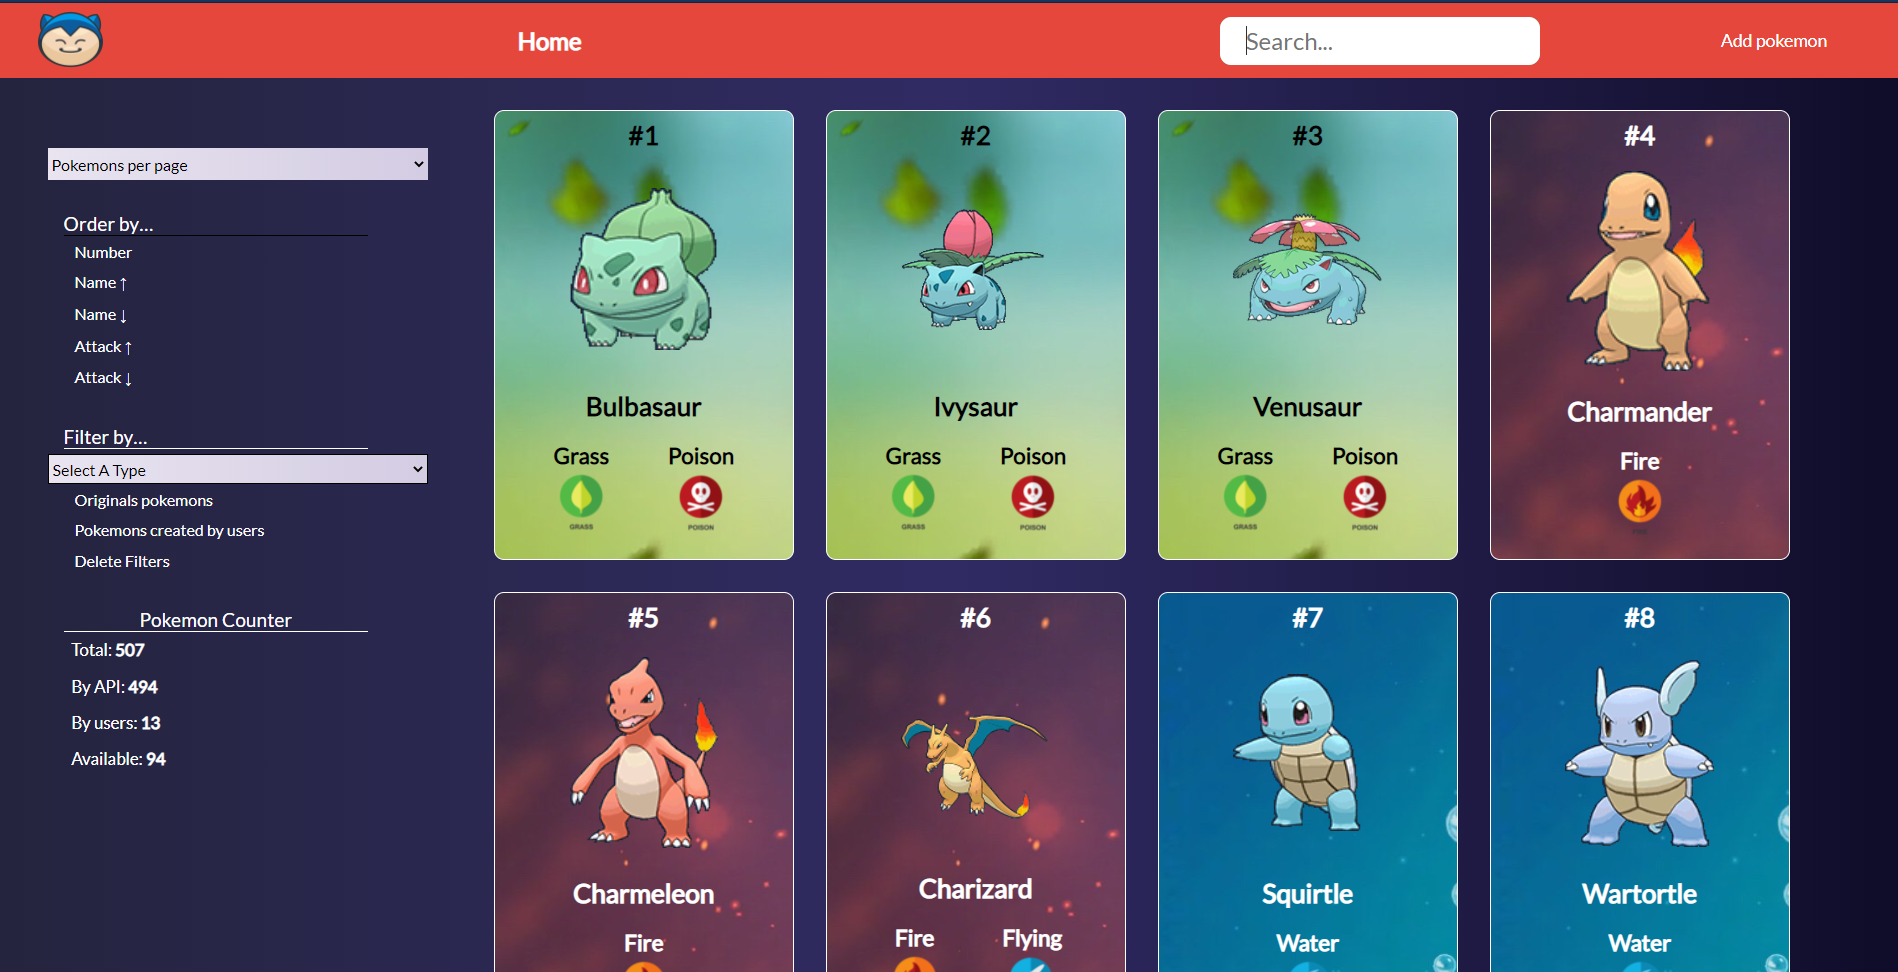 Home
Search...
Add pokemon
Pokemons per page
Order by...
Number
Name ↑
Name ↓
Attack ↑
Attack ↓
Filter by...
Select A Type
Originals pokemons
Pokemons created by users
Delete Filters
Pokemon Counter
Total: 507
By API: 494
By users: 13
Available: 94
#1
Bulbasaur
Grass Poison
GRASS POISON
#2
Ivysaur
Grass Poison
GRASS POISON
#3
Venusaur
Grass Poison
GRASS POISON
#4
Charmander
Fire
#5
Charmeleon
Fire
#6
Charizard
Fire Flying
#7
Squirtle
Water
#8
Wartortle
Water